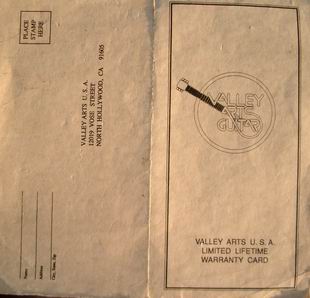 PLACE
STAMP
HERE
VALLEY ARTS U.S.A.
12019 VOSE STREET
NORTH HOLLYWOOD, CA 91605
Name
Address
City, State, Zip
VALLEY
ARTS
GUITAR
VALLEY ARTS U.S.A.
LIMITED LIFETIME
WARRANTY CARD